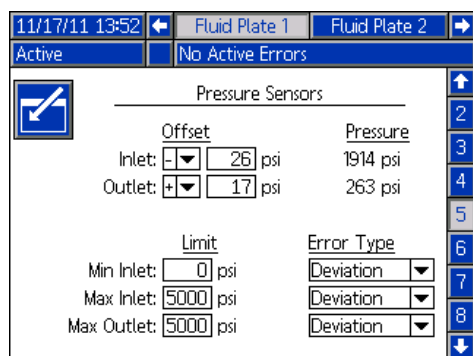 11/17/11 13:52 Fluid Plate 1 Fluid Plate 2
Active No Active Errors
Pressure Sensors
Offset Pressure
Inlet: - 26 psi 1914 psi
Outlet: + 17 psi 263 psi
Limit Error Type
Min Inlet: 0 psi Deviation
Max Inlet: 5000 psi Deviation
Max Outlet: 5000 psi Deviation
2
3
4
5
6
7
8